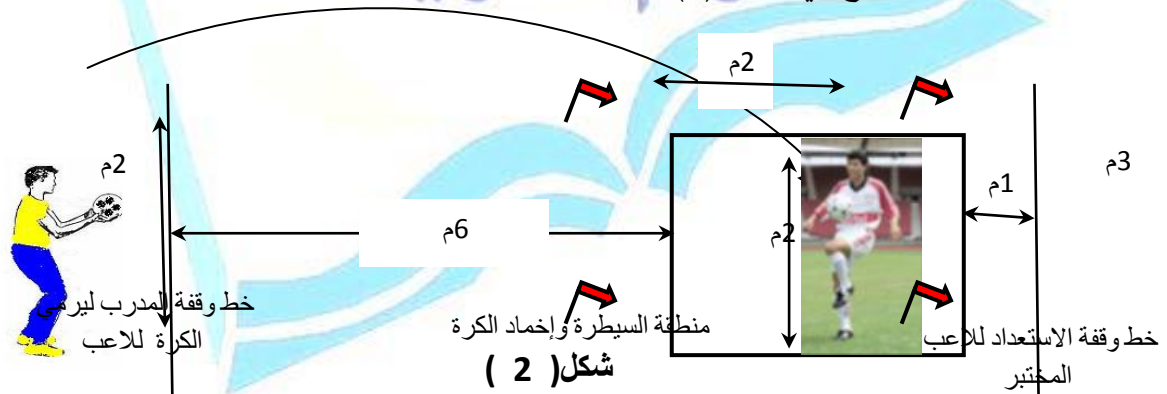 2م
2م
3م
1م
6م
2م
خط وقفة المدرب ليرمي
الكرة للاعب
منطقة السيطرة وإخماد الكرة
خط وقفة الاستعداد للاعب
المختبر
شكل( 2 )